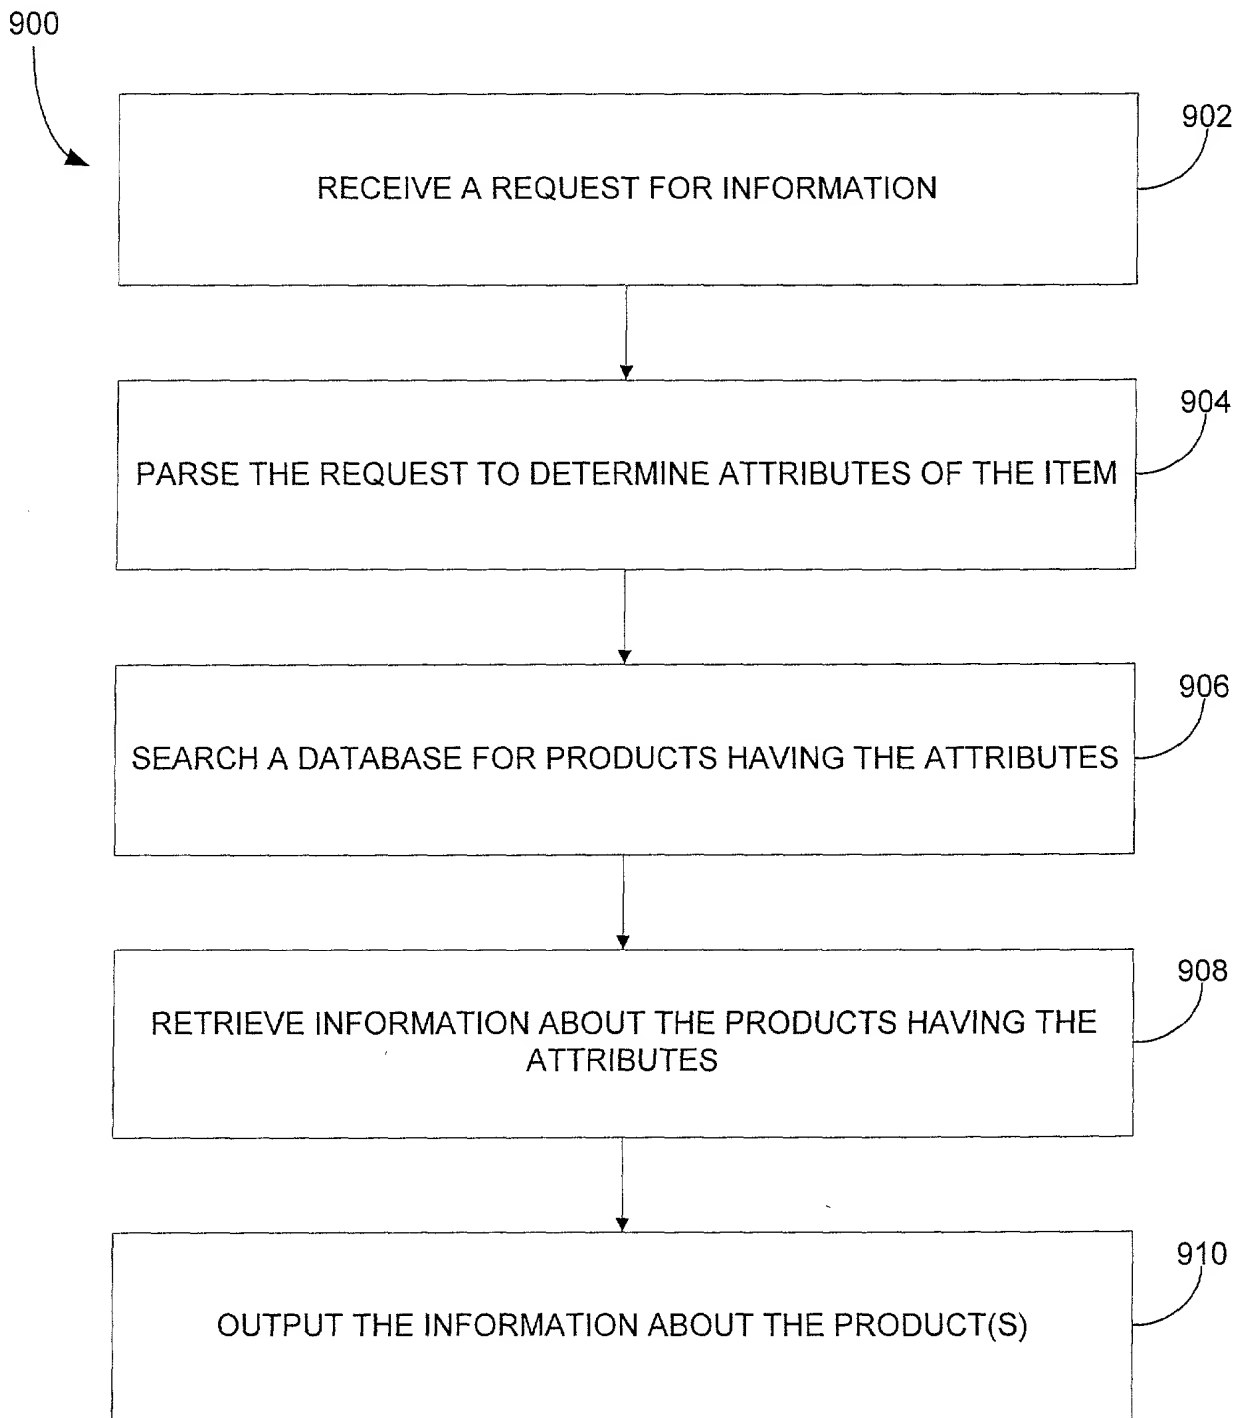 900
902
RECEIVE A REQUEST FOR INFORMATION
904
PARSE THE REQUEST TO DETERMINE ATTRIBUTES OF THE ITEM
906
SEARCH A DATABASE FOR PRODUCTS HAVING THE ATTRIBUTES
908
RETRIEVE INFORMATION ABOUT THE PRODUCTS HAVING THE
ATTRIBUTES
910
OUTPUT THE INFORMATION ABOUT THE PRODUCT(S)